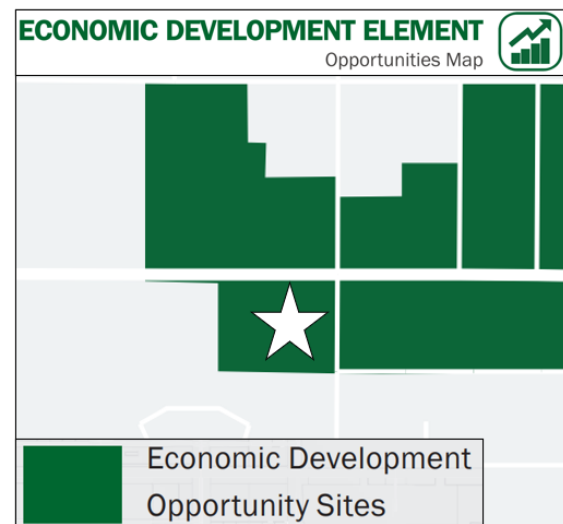 ECONOMIC DEVELOPMENT ELEMENT
Opportunities Map
Economic Development
Opportunity Sites